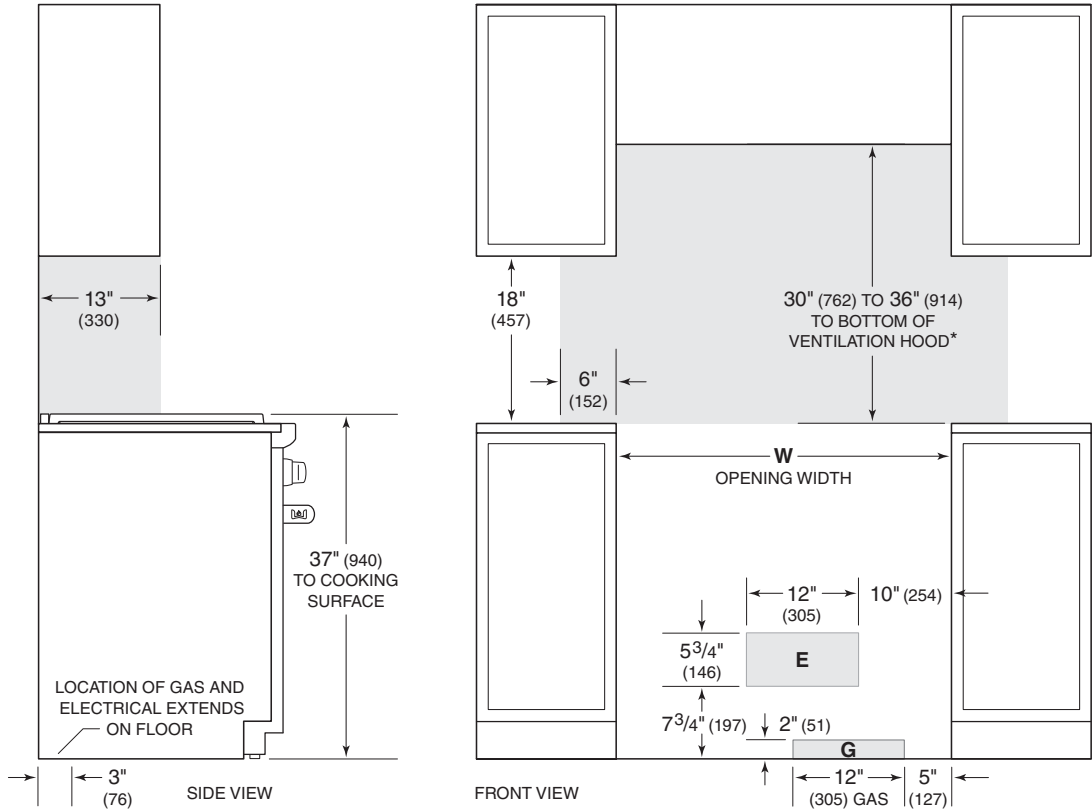 13"
(330)
18"
(457)
30" (762) TO 36" (914)
TO BOTTOM OF
VENTILATION HOOD*
6"
(152)
W
OPENING WIDTH
37" (940)
TO COOKING
SURFACE
12"
(305)
10" (254)
5 3/4"
(146)
E
LOCATION OF GAS AND
ELECTRICAL EXTENDS
ON FLOOR
7 3/4" (197)
2" (51)
G
3"
(76)
SIDE VIEW
FRONT VIEW
12"
(305) GAS
5"
(127)